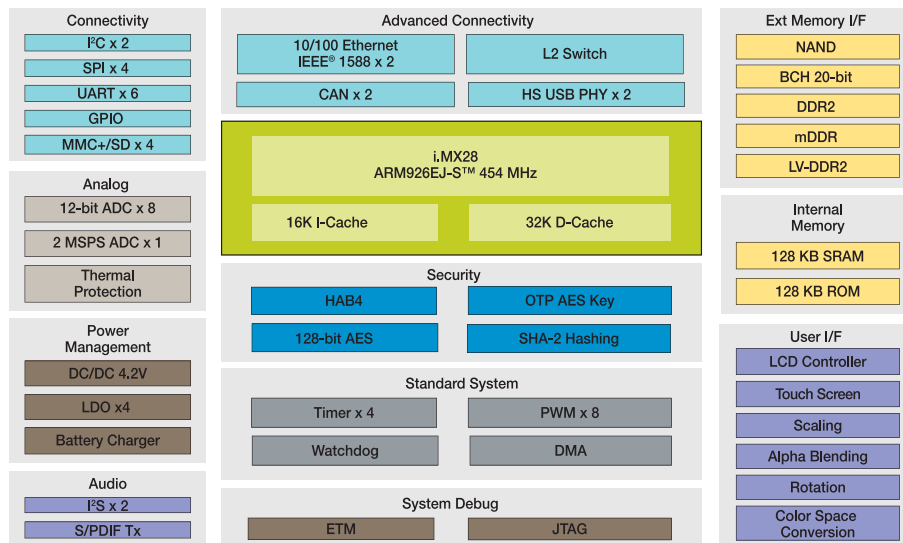 Connectivity
I²C x 2
SPI x 4
UART x 6
GPIO
MMC+/SD x 4
Analog
12-bit ADC x 8
2 MSPS ADC x 1
Thermal
Protection
Power
Management
DC/DC 4.2V
LDO x4
Battery Charger
Audio
I²S x 2
S/PDIF Tx
Advanced Connectivity
10/100 Ethernet
IEEE® 1588 x 2
L2 Switch
CAN x 2
HS USB PHY x 2
i.MX28
ARM926EJ-S™ 454 MHz
16K I-Cache
32K D-Cache
Security
HAB4
OTP AES Key
128-bit AES
SHA-2 Hashing
Standard System
Timer x 4
PWM x 8
Watchdog
DMA
System Debug
ETM
JTAG
Ext Memory I/F
NAND
BCH 20-bit
DDR2
mDDR
LV-DDR2
Internal
Memory
128 KB SRAM
128 KB ROM
User I/F
LCD Controller
Touch Screen
Scaling
Alpha Blending
Rotation
Color Space
Conversion